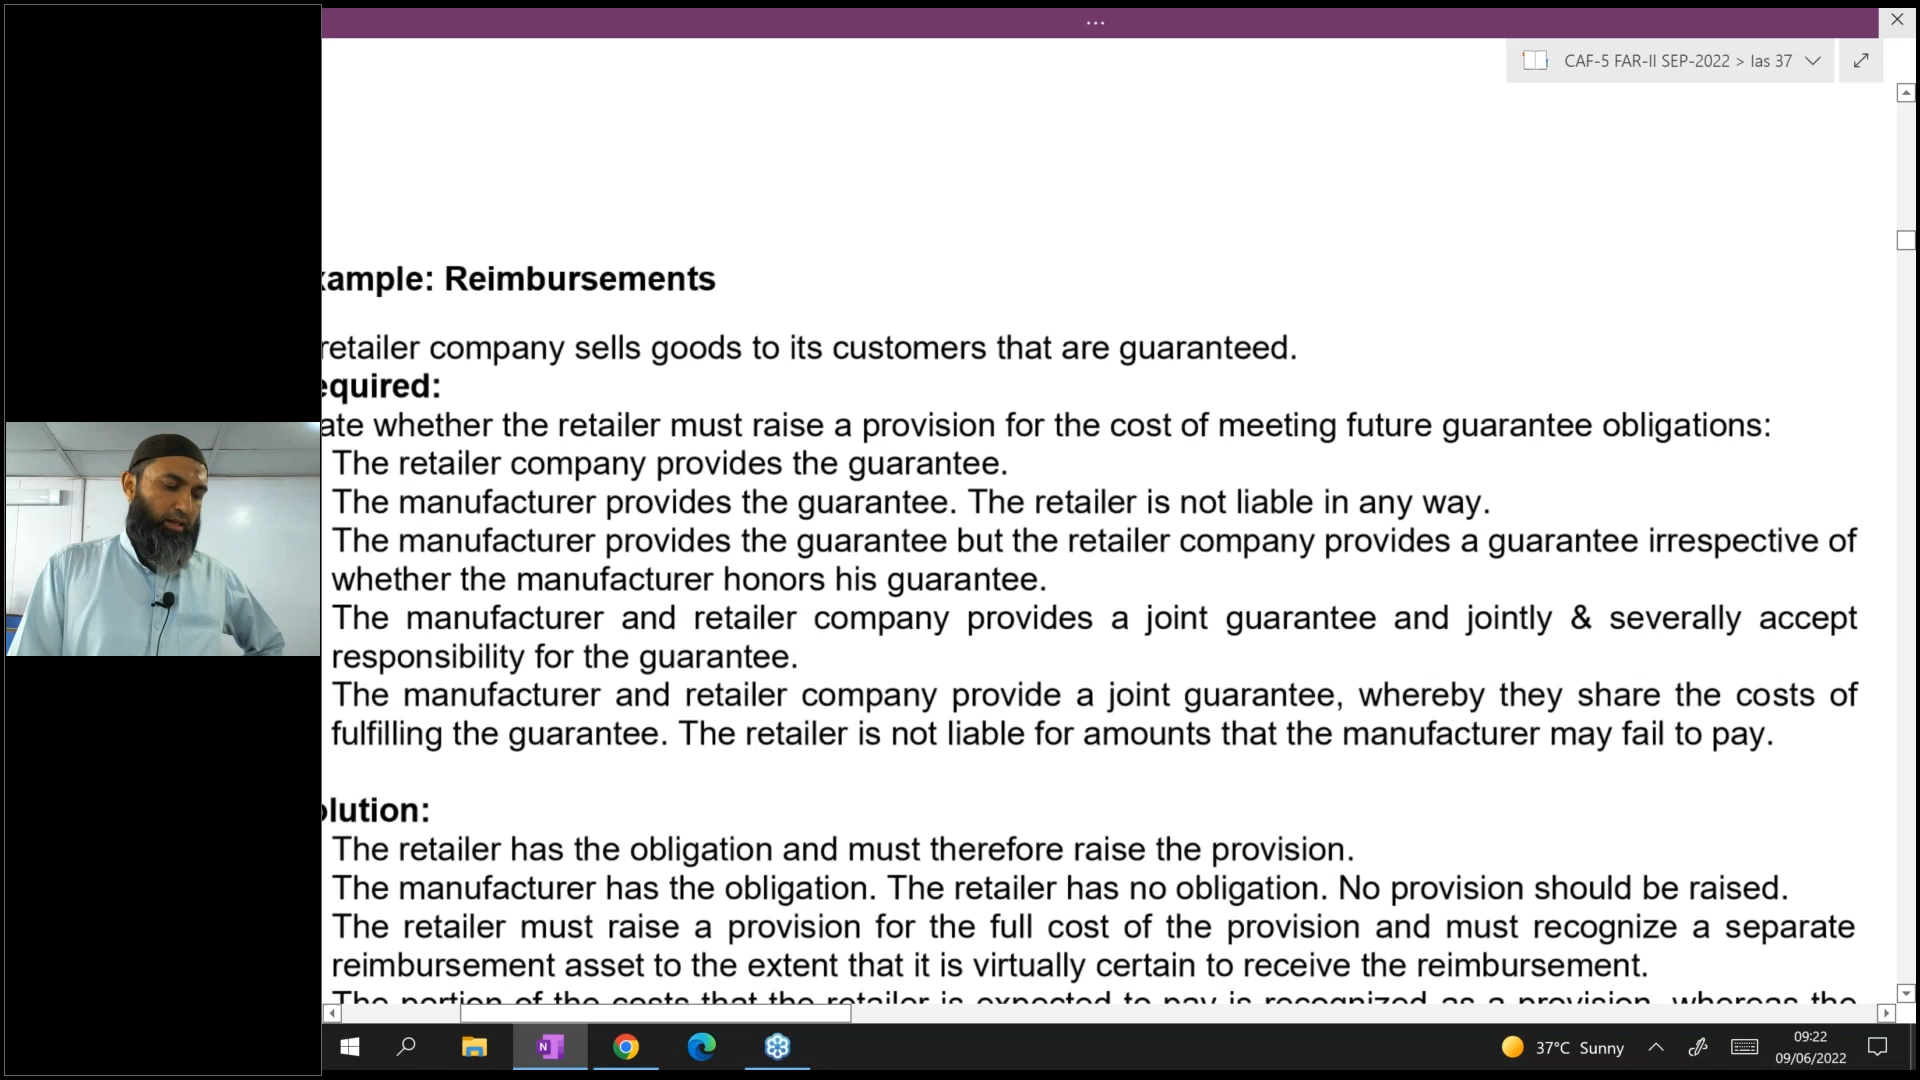 CAF-5 FAR-II SEP-2022 > Ias 37
xample: Reimbursements
retailer company sells goods to its customers that are guaranteed.
equired:
ate whether the retailer must raise a provision for the cost of meeting future guarantee obligations:
The retailer company provides the guarantee.
The manufacturer provides the guarantee. The retailer is not liable in any way.
The manufacturer provides the guarantee but the retailer company provides a guarantee irrespective of
whether the manufacturer honors his guarantee.
The manufacturer and retailer company provides a joint guarantee and jointly & severally accept
responsibility for the guarantee.
The manufacturer and retailer company provide a joint guarantee, whereby they share the costs of
fulfilling the guarantee. The retailer is not liable for amounts that the manufacturer may fail to pay.
olution:
The retailer has the obligation and must therefore raise the provision.
The manufacturer has the obligation. The retailer has no obligation. No provision should be raised.
The retailer must raise a provision for the full cost of the provision and must recognize a separate
reimbursement asset to the extent that it is virtually certain to receive the reimbursement.
The portion of the costs that the retailer is expected to pay is recognized as a provision, whereas the
N
37°C Sunny
09:22
09/06/2022